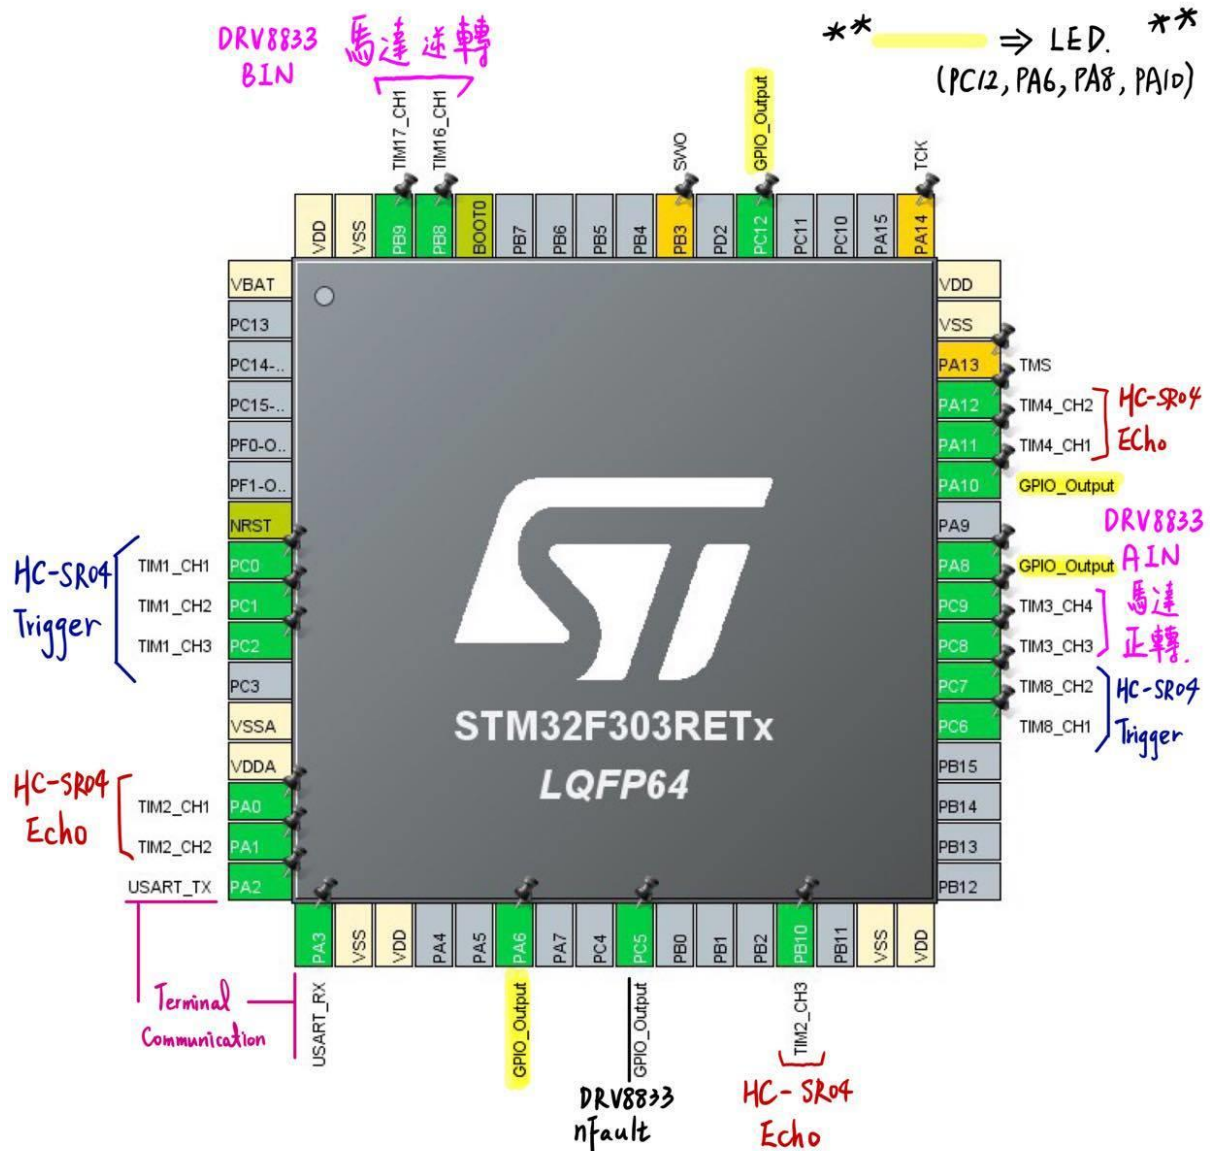 DRV8833 馬達逆轉
BIN
** ⇒ LED. **
(PC12, PA6, PA8, PA10)
TIM17_CH1
TIM16_CH1
SWO
GPIO_Output
TCK
VDD
VSS
PB9
PB8
BOOT0
PB7
PB6
PB5
PB4
PB3
PD2
PC12
PC11
PC10
PA15
PA14
VBAT
PC13
PC14-..
PC15-..
PF0-O..
PF1-O..
NRST
TIM1_CH1 PC0
TIM1_CH2 PC1
TIM1_CH3 PC2
HC-SR04
Trigger
PC3
VSSA
VDDA
TIM2_CH1 PA0
TIM2_CH2 PA1
HC-SR04
Echo
USART_TX PA2
STM32F303RETx
LQFP64
VDD
VSS
PA13 TMS
PA12 TIM4_CH2
PA11 TIM4_CH1
HC-SR04
Echo
PA10 GPIO_Output
PA9
PA8 GPIO_Output
PC9 TIM3_CH4
PC8 TIM3_CH3
DRV8833
AIN
馬達
正轉.
PC7 TIM8_CH2
PC6 TIM8_CH1
HC-SR04
Trigger
PB15
PB14
PB13
PB12
PA3
VSS
VDD
PA4
PA5
PA6
PA7
PC4
PC5
PB0
PB1
PB2
PB10
PB11
VSS
VDD
USART_RX
GPIO_Output
GPIO_Output
TIM2_CH3
Terminal
Communication
DRV8833
nFault
HC-SR04
Echo